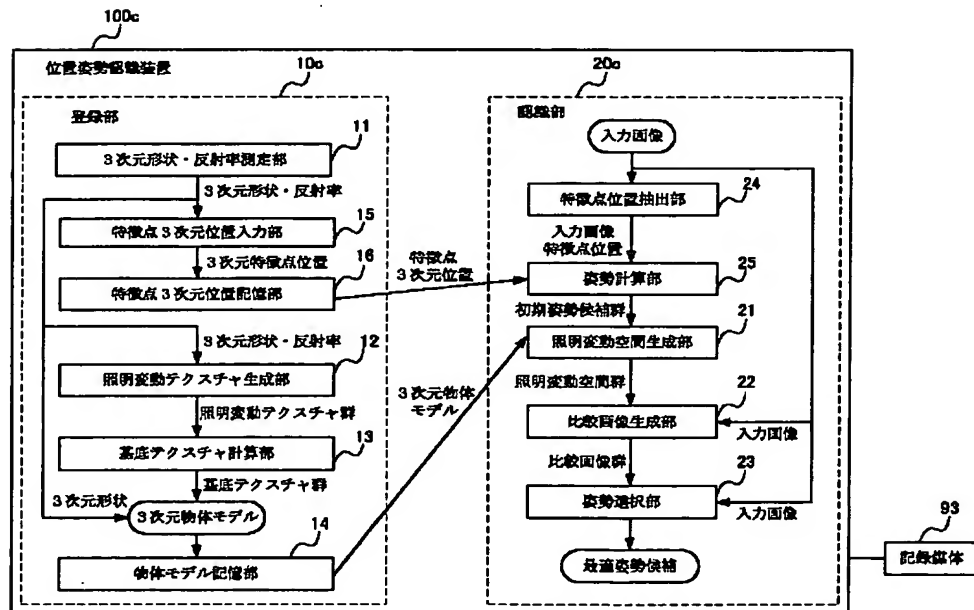 100c
位置姿勢認識装置
10c
登録部
11
3次元形状・反射率測定部
3次元形状・反射率
15
特徴点3次元位置入力部
3次元特徴点位置
16
特徴点3次元位置記憶部
3次元形状・反射率
12
照明変動テクスチャ生成部
照明変動テクスチャ群
13
基底テクスチャ計算部
3次元形状
基底テクスチャ群
3次元物体モデル
14
物体モデル記憶部
特徴点
3次元位置
3次元物体
モデル
20c
認識部
入力画像
24
特徴点位置抽出部
入力画像
特徴点位置
25
姿勢計算部
初期姿勢候補群
21
照明変動空間生成部
照明変動空間群
22
比較画像生成部
入力画像
比較画像群
23
姿勢選択部
入力画像
最適姿勢候補
93
記録媒体